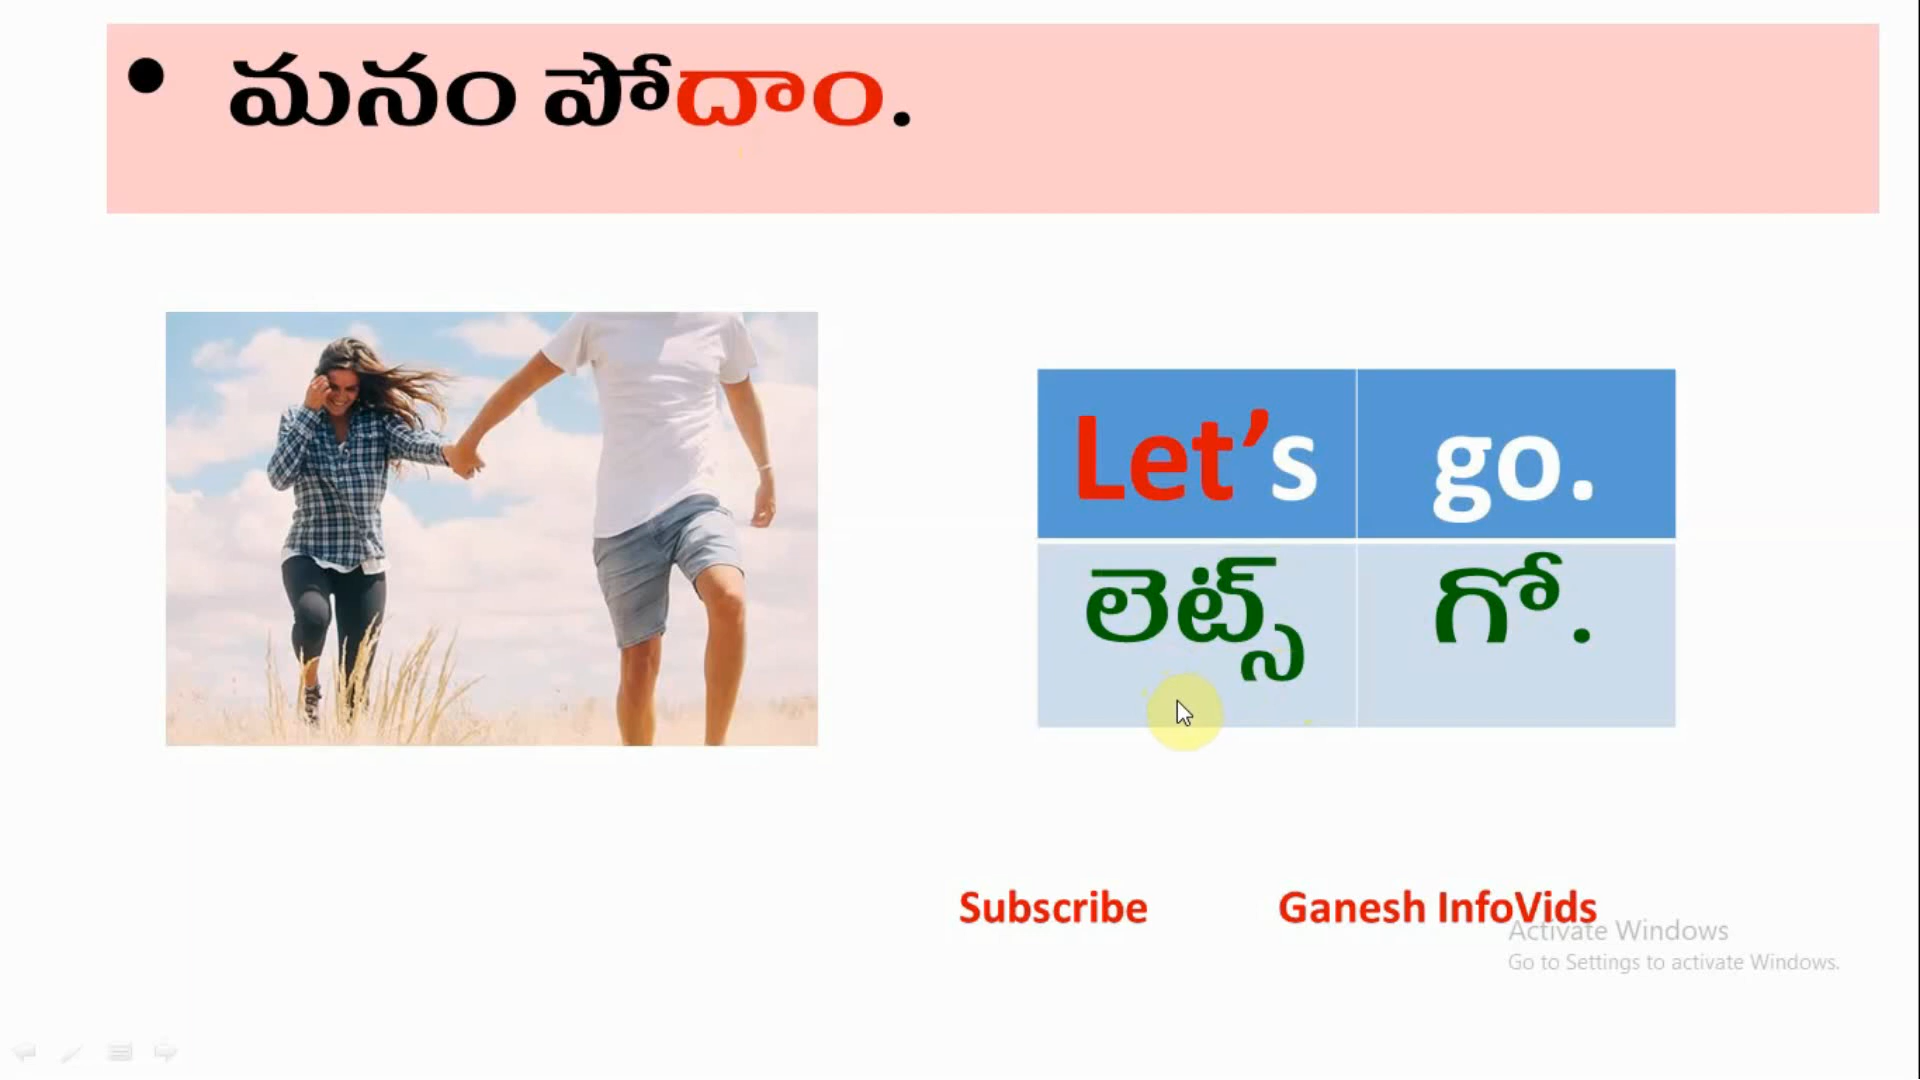 • మనం పోదాం.
Let’s go.
లెట్స్ గో.
Subscribe Ganesh InfoVids
Activate Windows
Go to Settings to activate Windows.